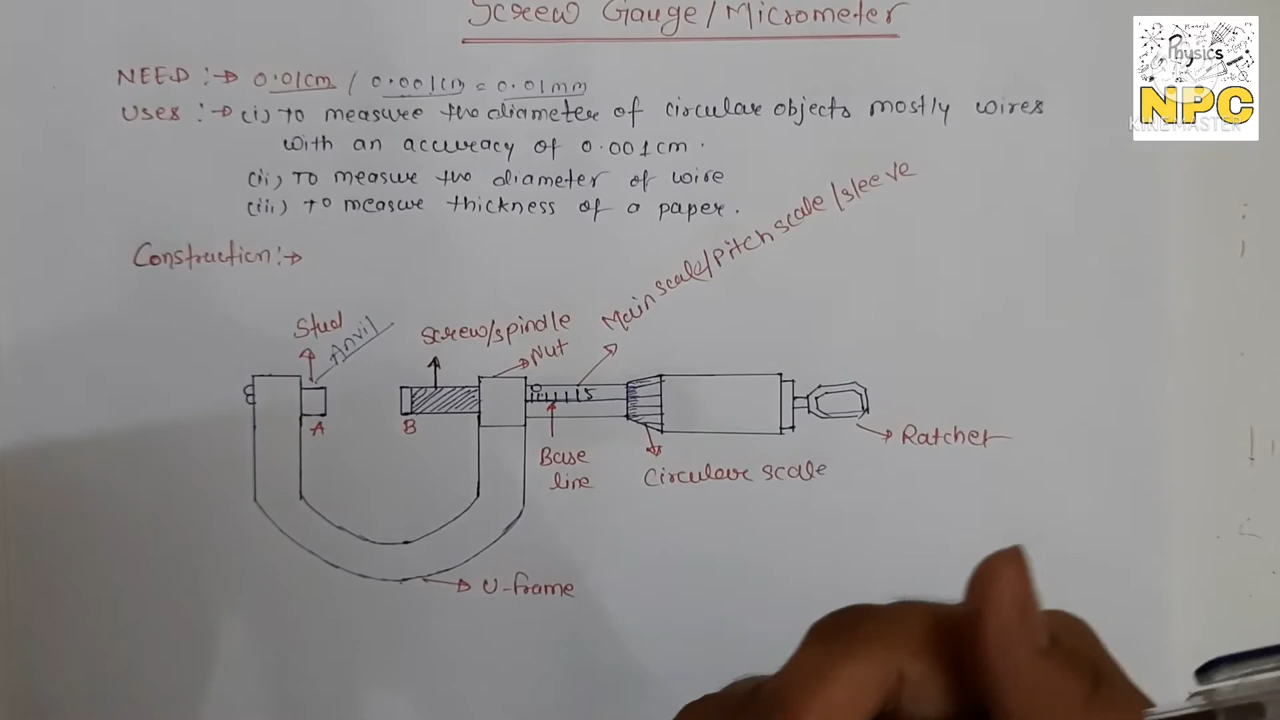 Screw Gauge/Micrometer
Physics
NPC
KINEMASTER
NEED :→ 0.01cm / 0.001cm = 0.01mm
Uses :→ (i) To measure the diameter of circular objects mostly wires
with an accuracy of 0.001cm.
(ii) To measure the diameter of wire
(iii) To measure thickness of a paper.
Construction :→
Main scale/Pitch scale/sleeve
Stud
Anvil
Screw/spindle
Nut
0 5
A
B
Base
line
Circular scale
Ratchet
U-frame